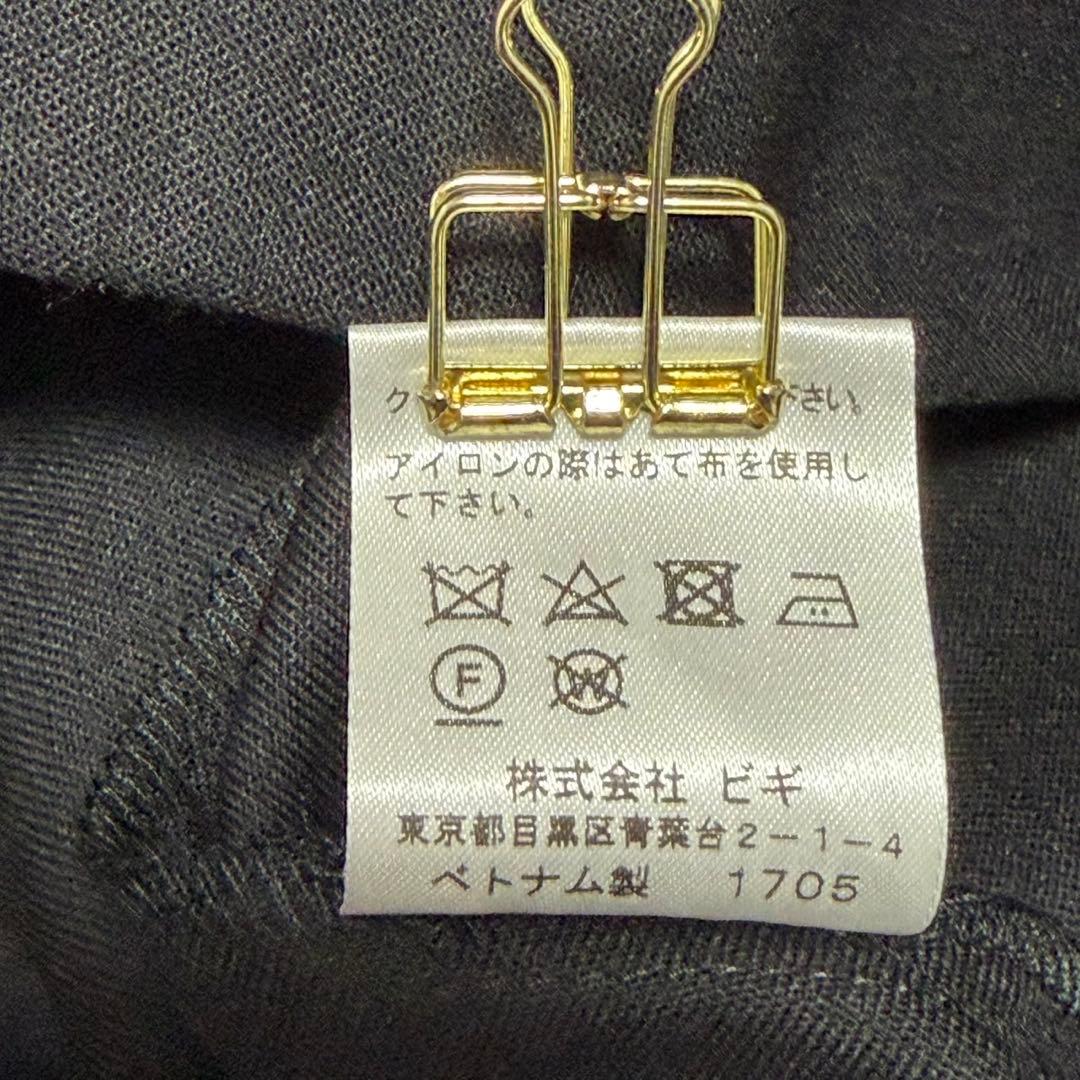 ク 下さい。
アイロンの際はあて布を使用し
て下さい。
F W
株式会社 ビギ
東京都目黒区青葉台2-1-4
ベトナム製 1705